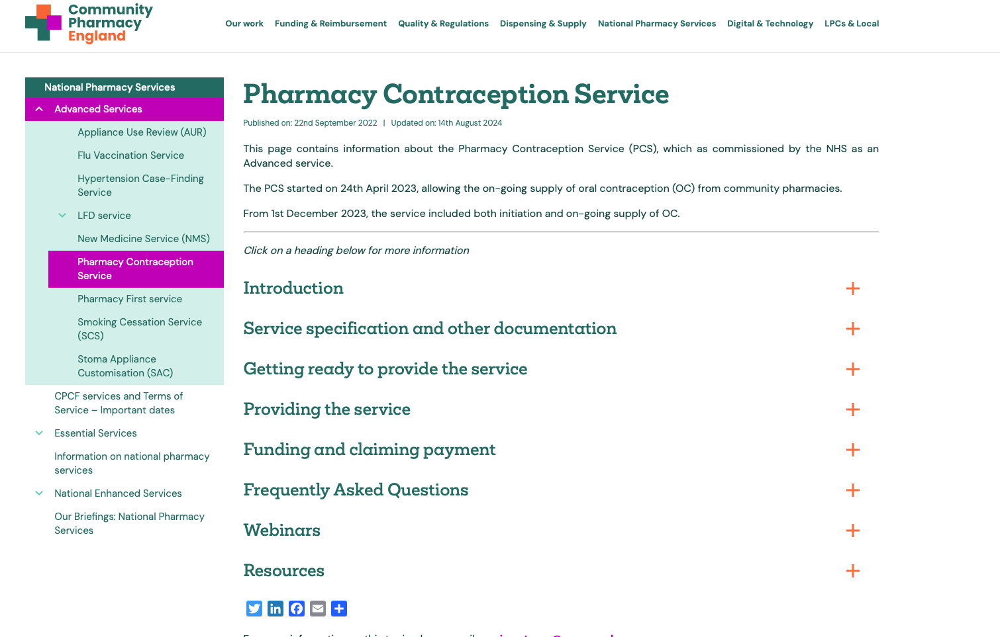 Community
Pharmacy
England
Our work
Funding & Reimbursement
Quality & Regulations
Dispensing & Supply
National Pharmacy Services
Digital & Technology
LPCs & Local
National Pharmacy Services
Advanced Services
Appliance Use Review (AUR)
Flu Vaccination Service
Hypertension Case-Finding
Service
LFD service
New Medicine Service (NMS)
Pharmacy Contraception
Service
Pharmacy First service
Smoking Cessation Service
(SCS)
Stoma Appliance
Customisation (SAC)
CPCF services and Terms of
Service – Important dates
Essential Services
Information on national pharmacy
services
National Enhanced Services
Our Briefings: National Pharmacy
Services
Pharmacy Contraception Service
Published on: 22nd September 2022 | Updated on: 14th August 2024
This page contains information about the Pharmacy Contraception Service (PCS), which as commissioned by the NHS as an
Advanced service.
The PCS started on 24th April 2023, allowing the on-going supply of oral contraception (OC) from community pharmacies.
From 1st December 2023, the service included both initiation and on-going supply of OC.
Click on a heading below for more information
Introduction
Service specification and other documentation
Getting ready to provide the service
Providing the service
Funding and claiming payment
Frequently Asked Questions
Webinars
Resources